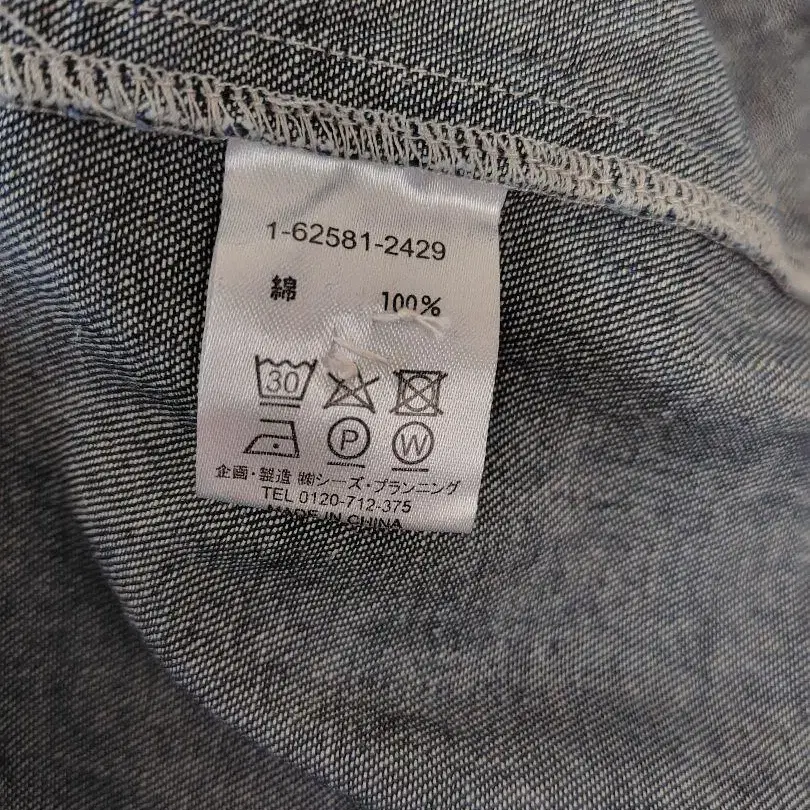 1-62581-2429
綿 100%
30
P W
企画・製造 ㈱シーズ・プランニング
TEL 0120-712-375
MADE IN CHINA